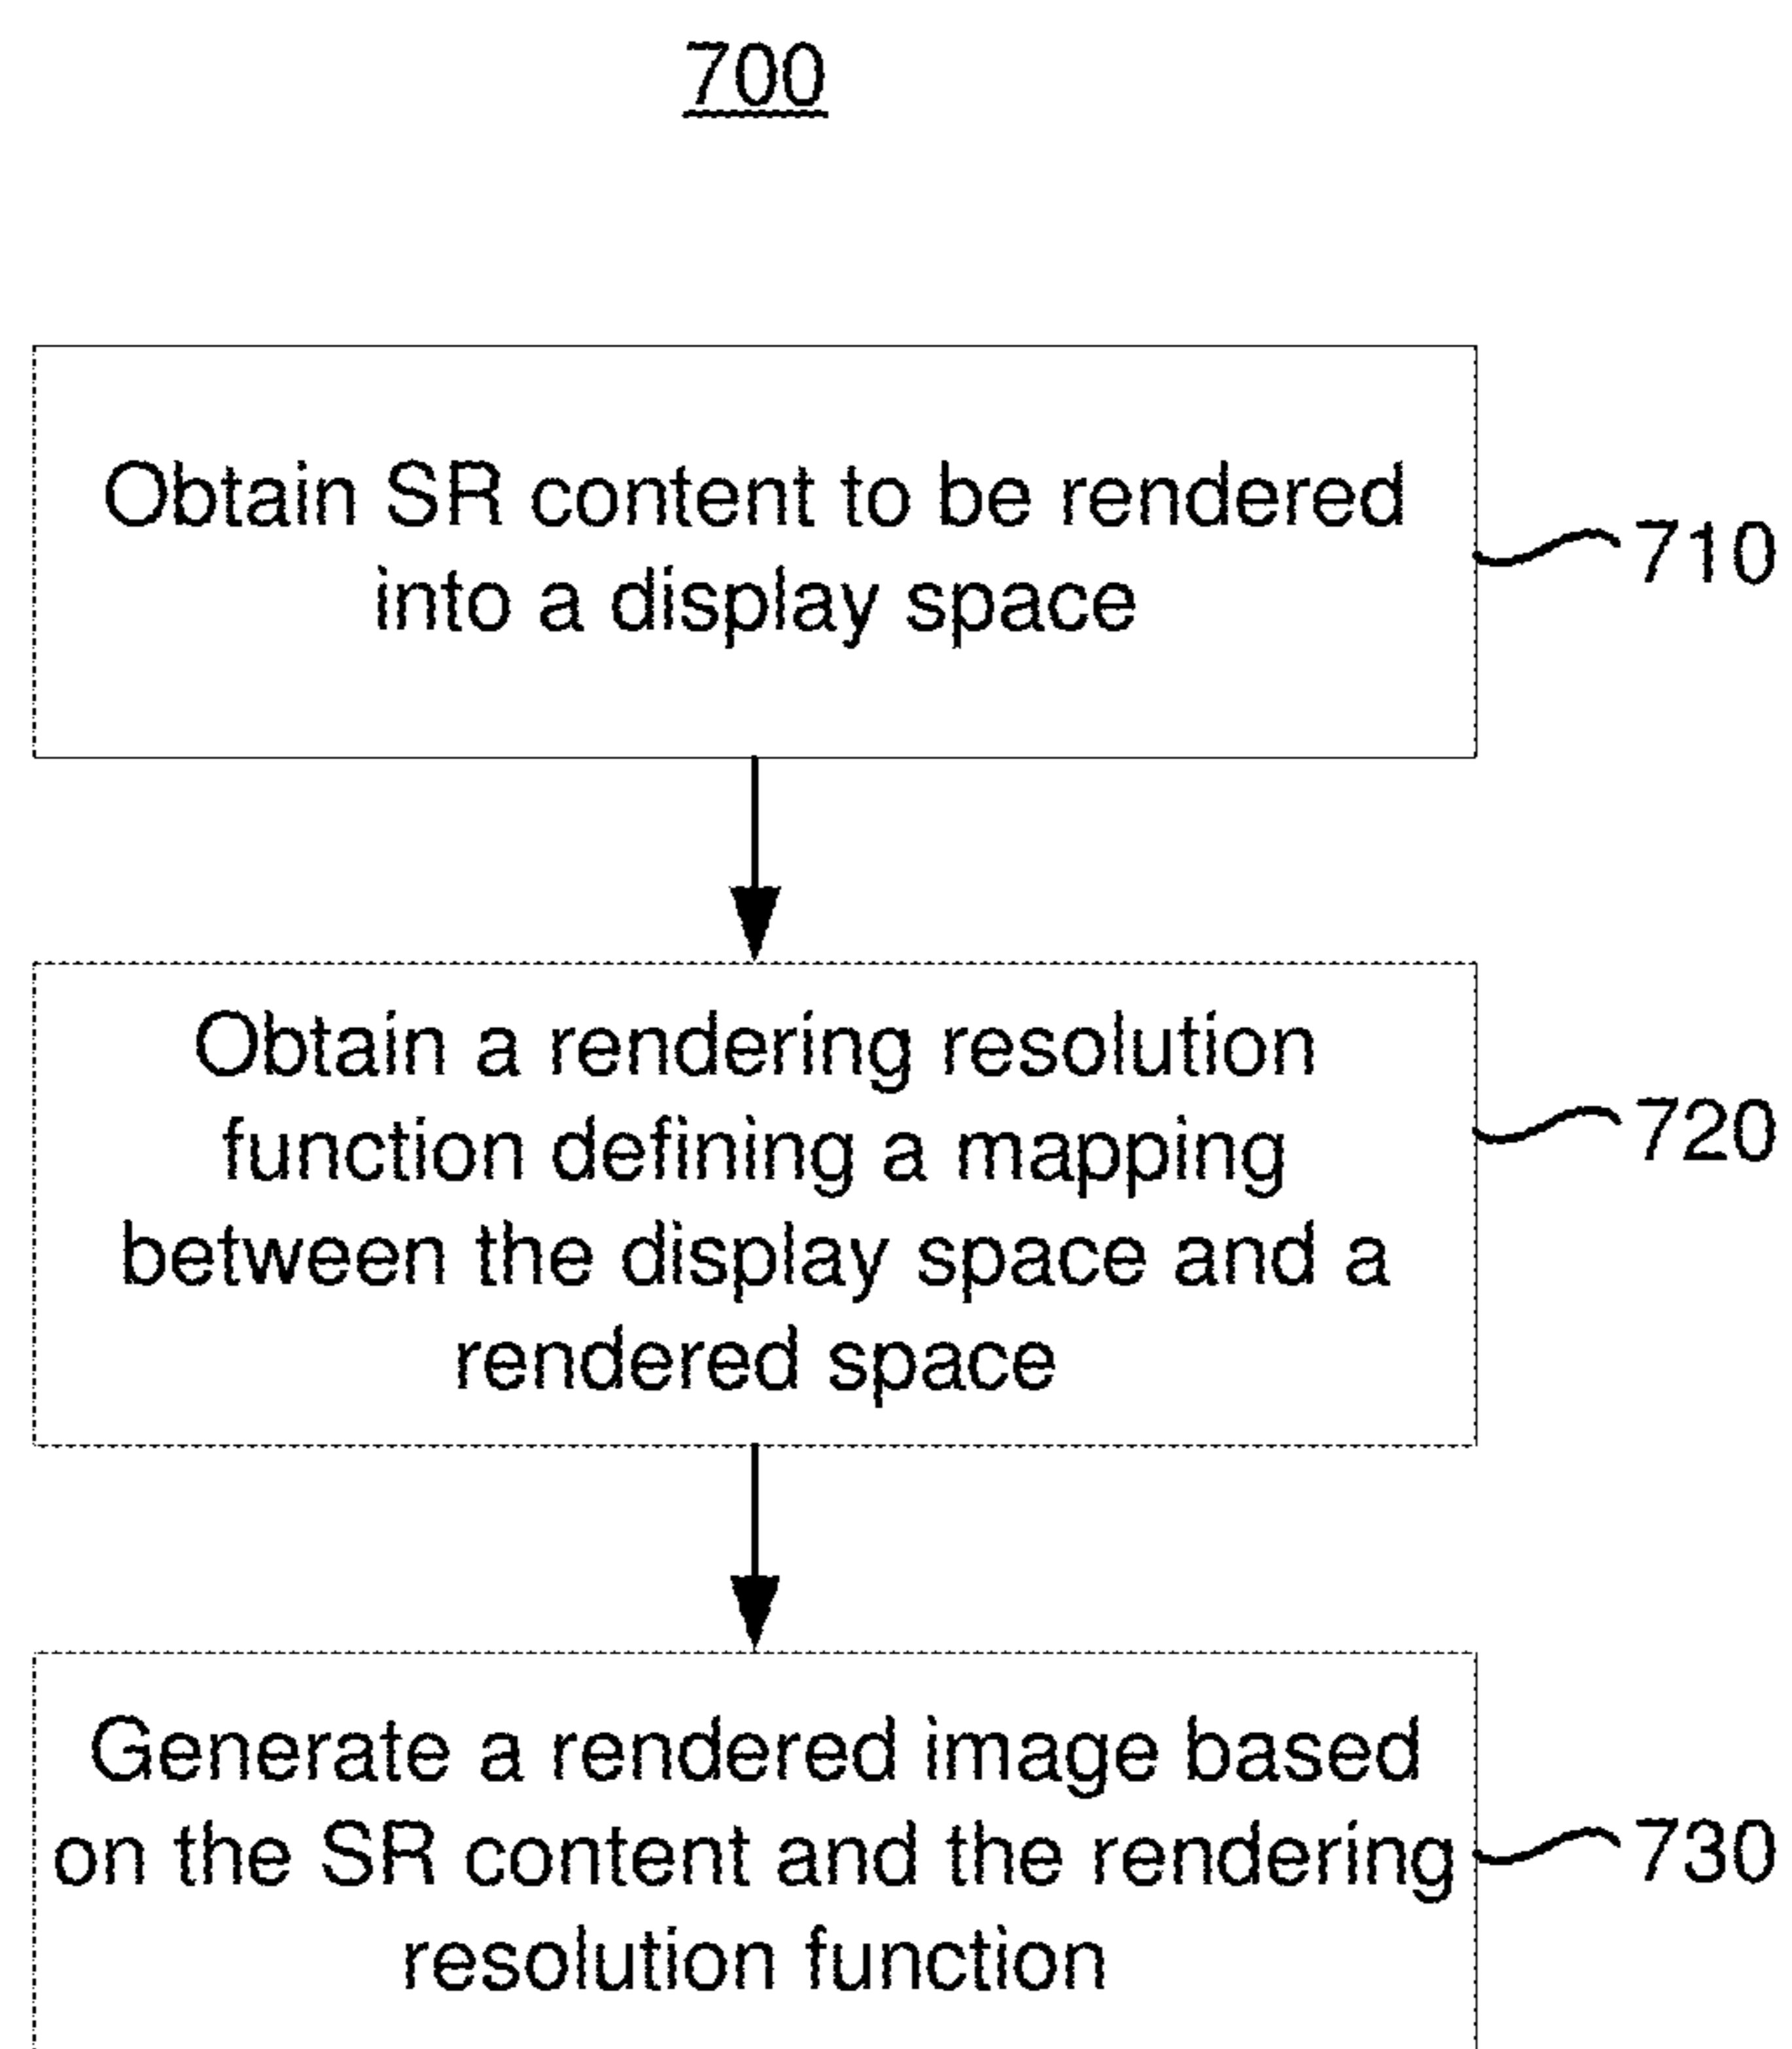 700
Obtain SR content to be rendered
into a display space
710
Obtain a rendering resolution
function defining a mapping
between the display space and a
rendered space
720
Generate a rendered image based
on the SR content and the rendering
resolution function
730